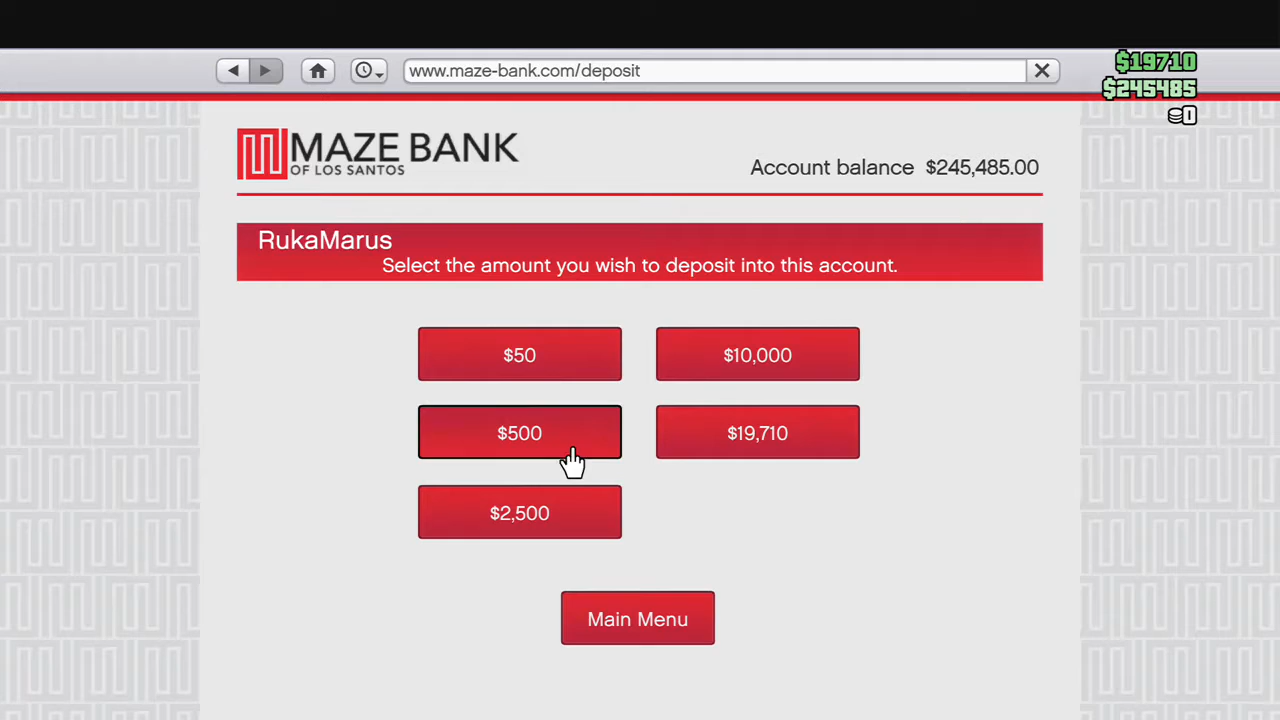 www.maze-bank.com/deposit
$19710
$245485
0
MAZE BANK
OF LOS SANTOS
Account balance $245,485.00
RukaMarus
Select the amount you wish to deposit into this account.
$50
$10,000
$500
$19,710
$2,500
Main Menu